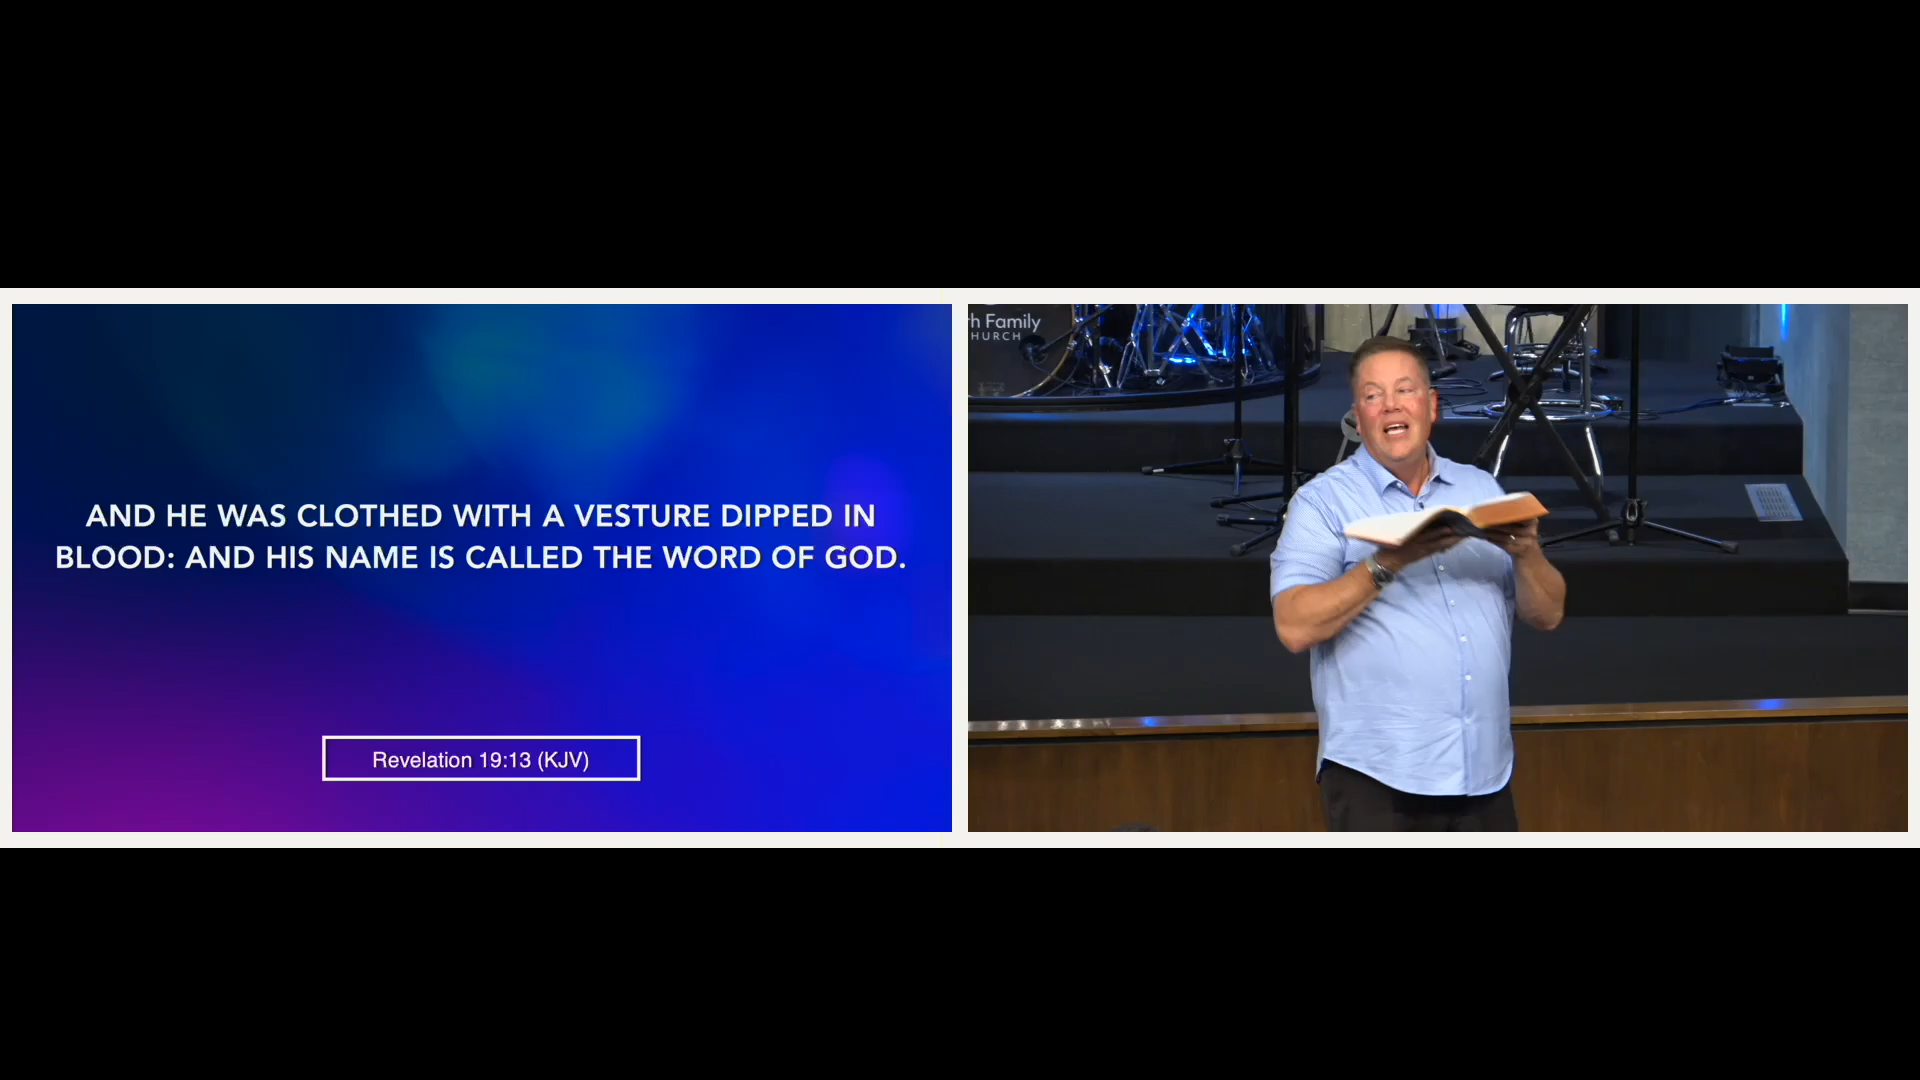 AND HE WAS CLOTHED WITH A VESTURE DIPPED IN
BLOOD: AND HIS NAME IS CALLED THE WORD OF GOD.
Revelation 19:13 (KJV)
th Family
HURCH